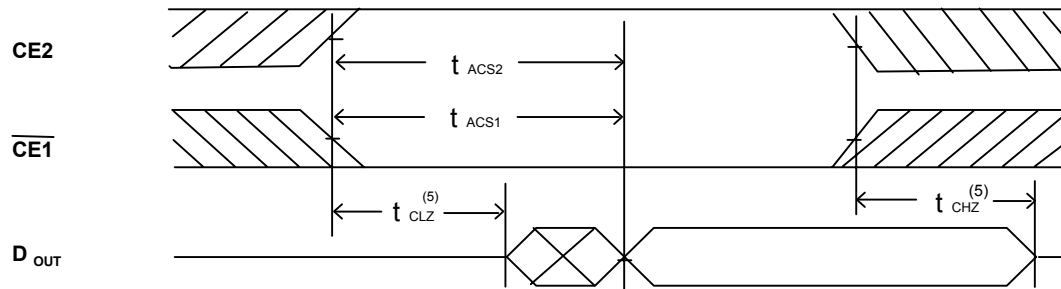 CE2
t ACS2
t ACS1
CE1
t CLZ (5)
t CHZ (5)
D OUT